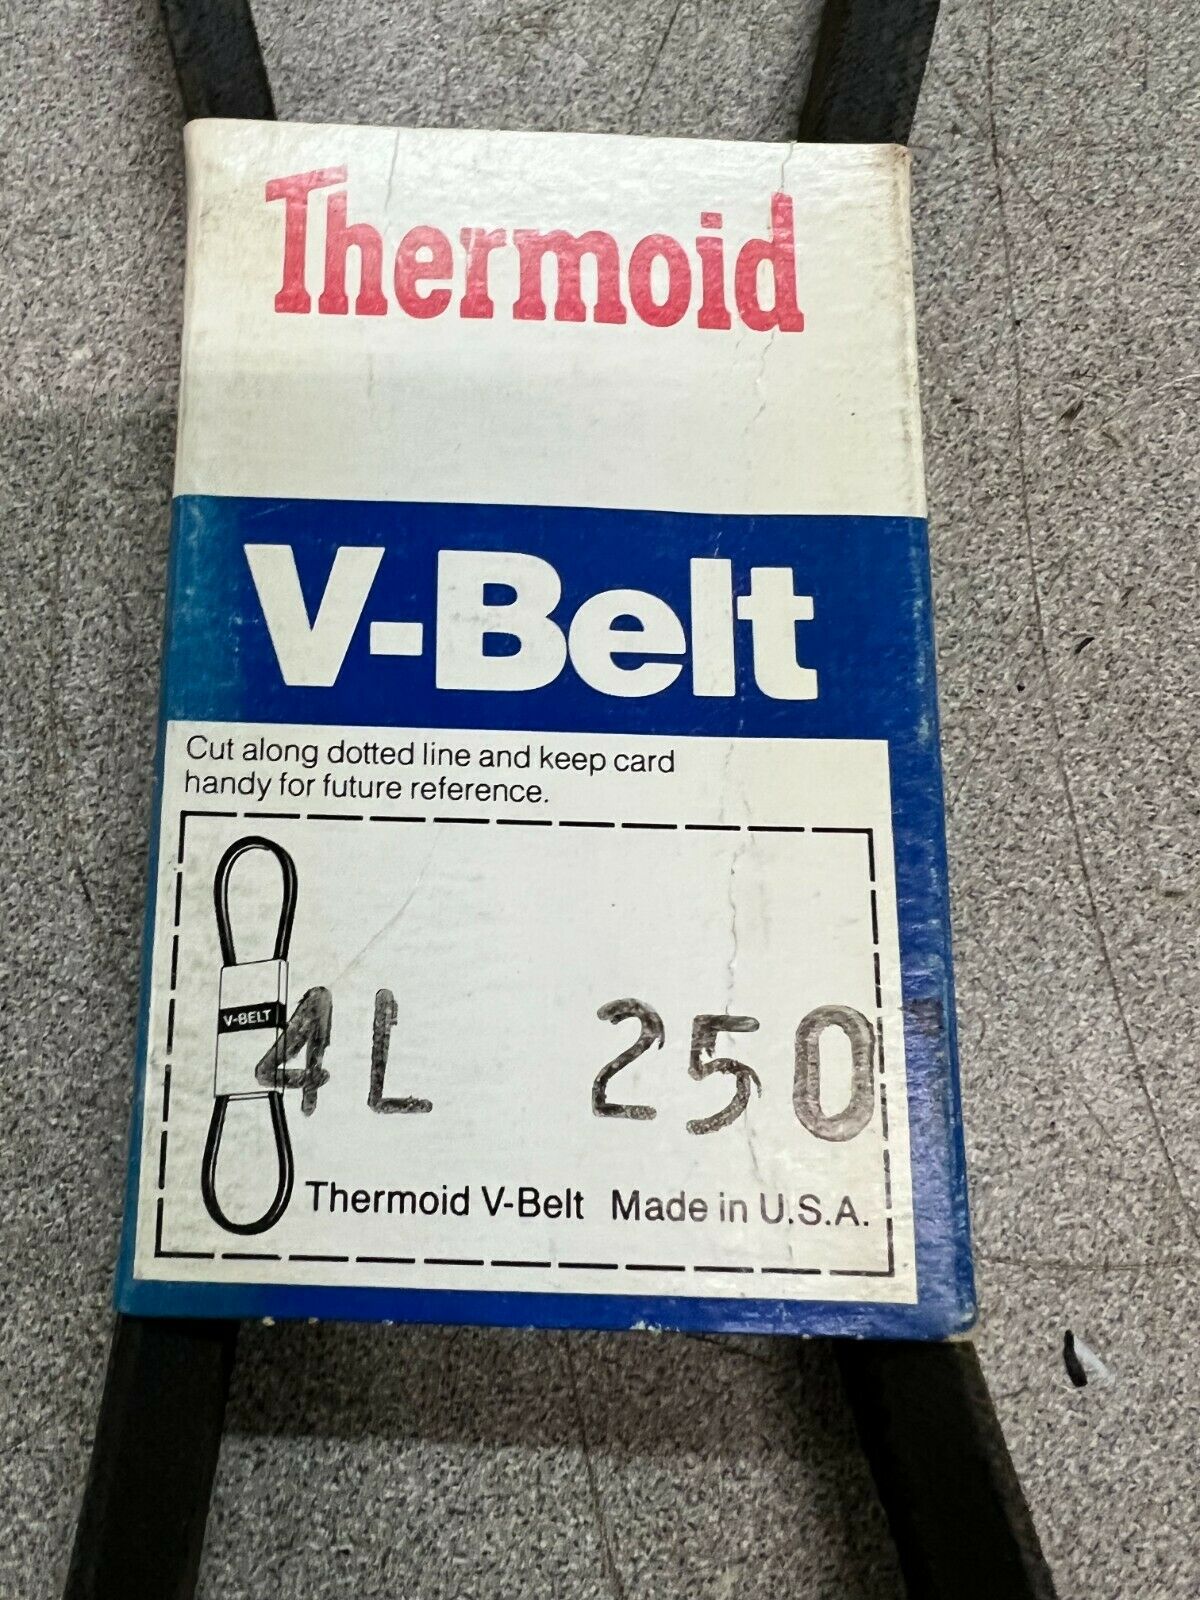 Thermoid
V-Belt
Cut along dotted line and keep card
handy for future reference.
V-BELT
4L 250
Thermoid V-Belt Made in U.S.A.